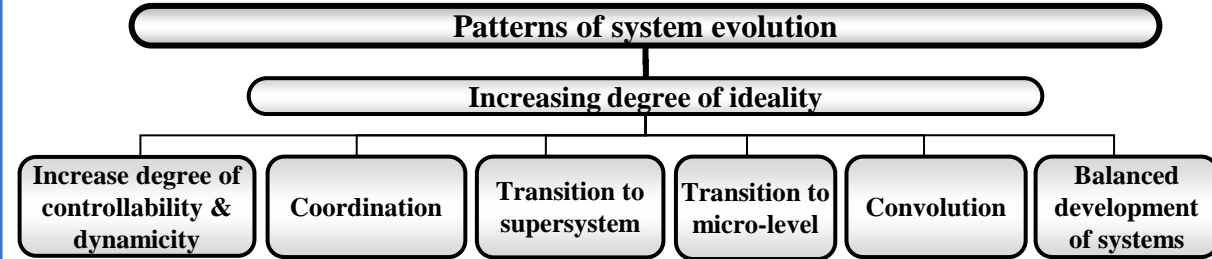 Patterns of system evolution
Increasing degree of ideality
Increase degree of
controllability &
dynamicity
Coordination
Transition to
supersystem
Transition to
micro-level
Convolution
Balanced
development
of systems